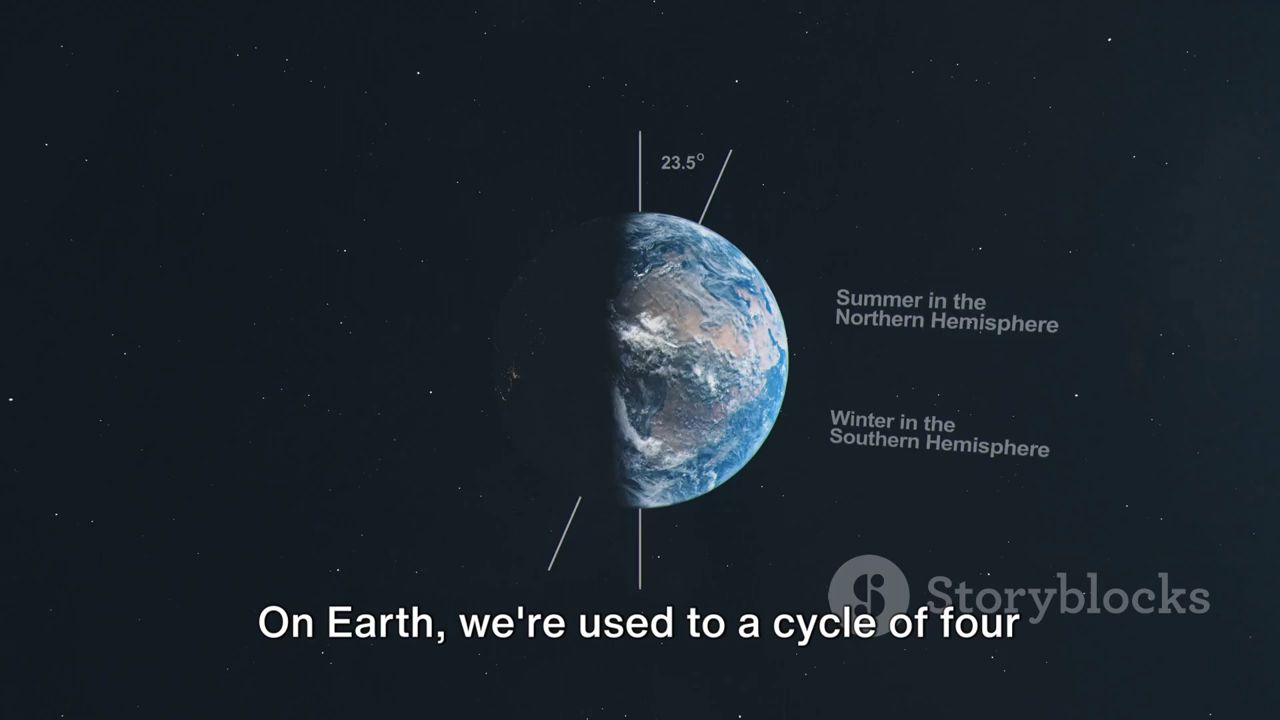 23.5°
Summer in the
Northern Hemisphere
Winter in the
Southern Hemisphere
Storyblocks
On Earth, we're used to a cycle of four